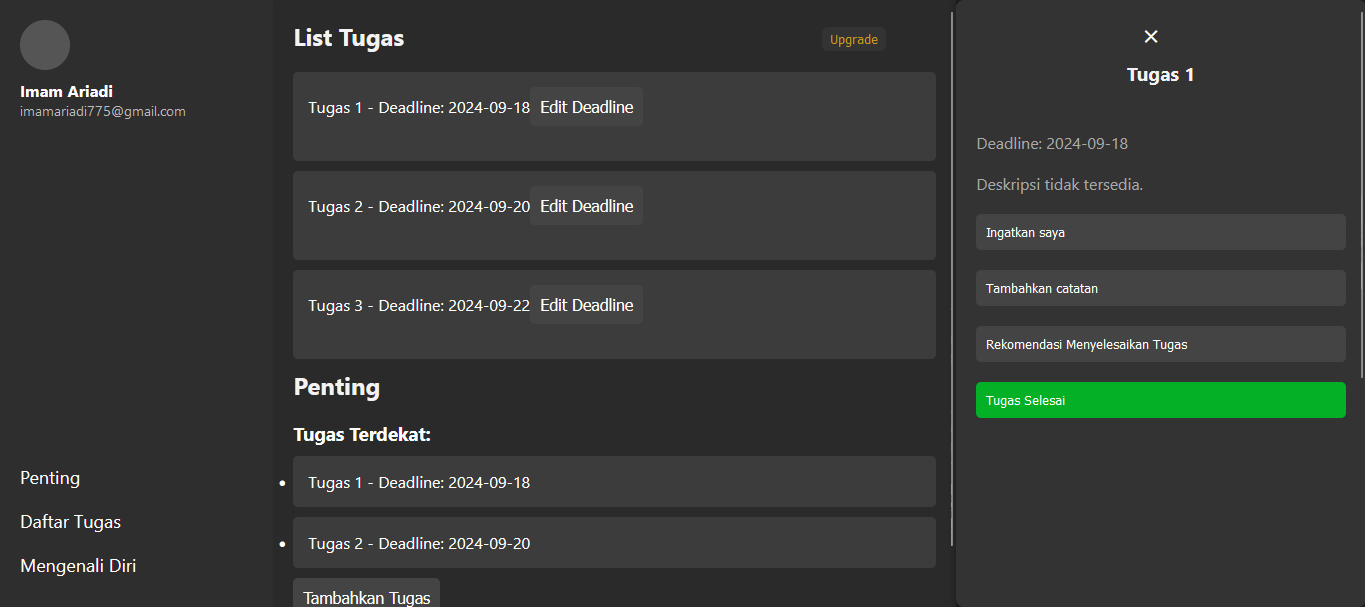 Imam Ariadi
imamariadi775@gmail.com
Penting
Daftar Tugas
Mengenali Diri
List Tugas
Upgrade
Tugas 1 - Deadline: 2024-09-18 Edit Deadline
Tugas 2 - Deadline: 2024-09-20 Edit Deadline
Tugas 3 - Deadline: 2024-09-22 Edit Deadline
Penting
Tugas Terdekat:
• Tugas 1 - Deadline: 2024-09-18
• Tugas 2 - Deadline: 2024-09-20
Tambahkan Tugas
✕
Tugas 1
Deadline: 2024-09-18
Deskripsi tidak tersedia.
Ingatkan saya
Tambahkan catatan
Rekomendasi Menyelesaikan Tugas
Tugas Selesai